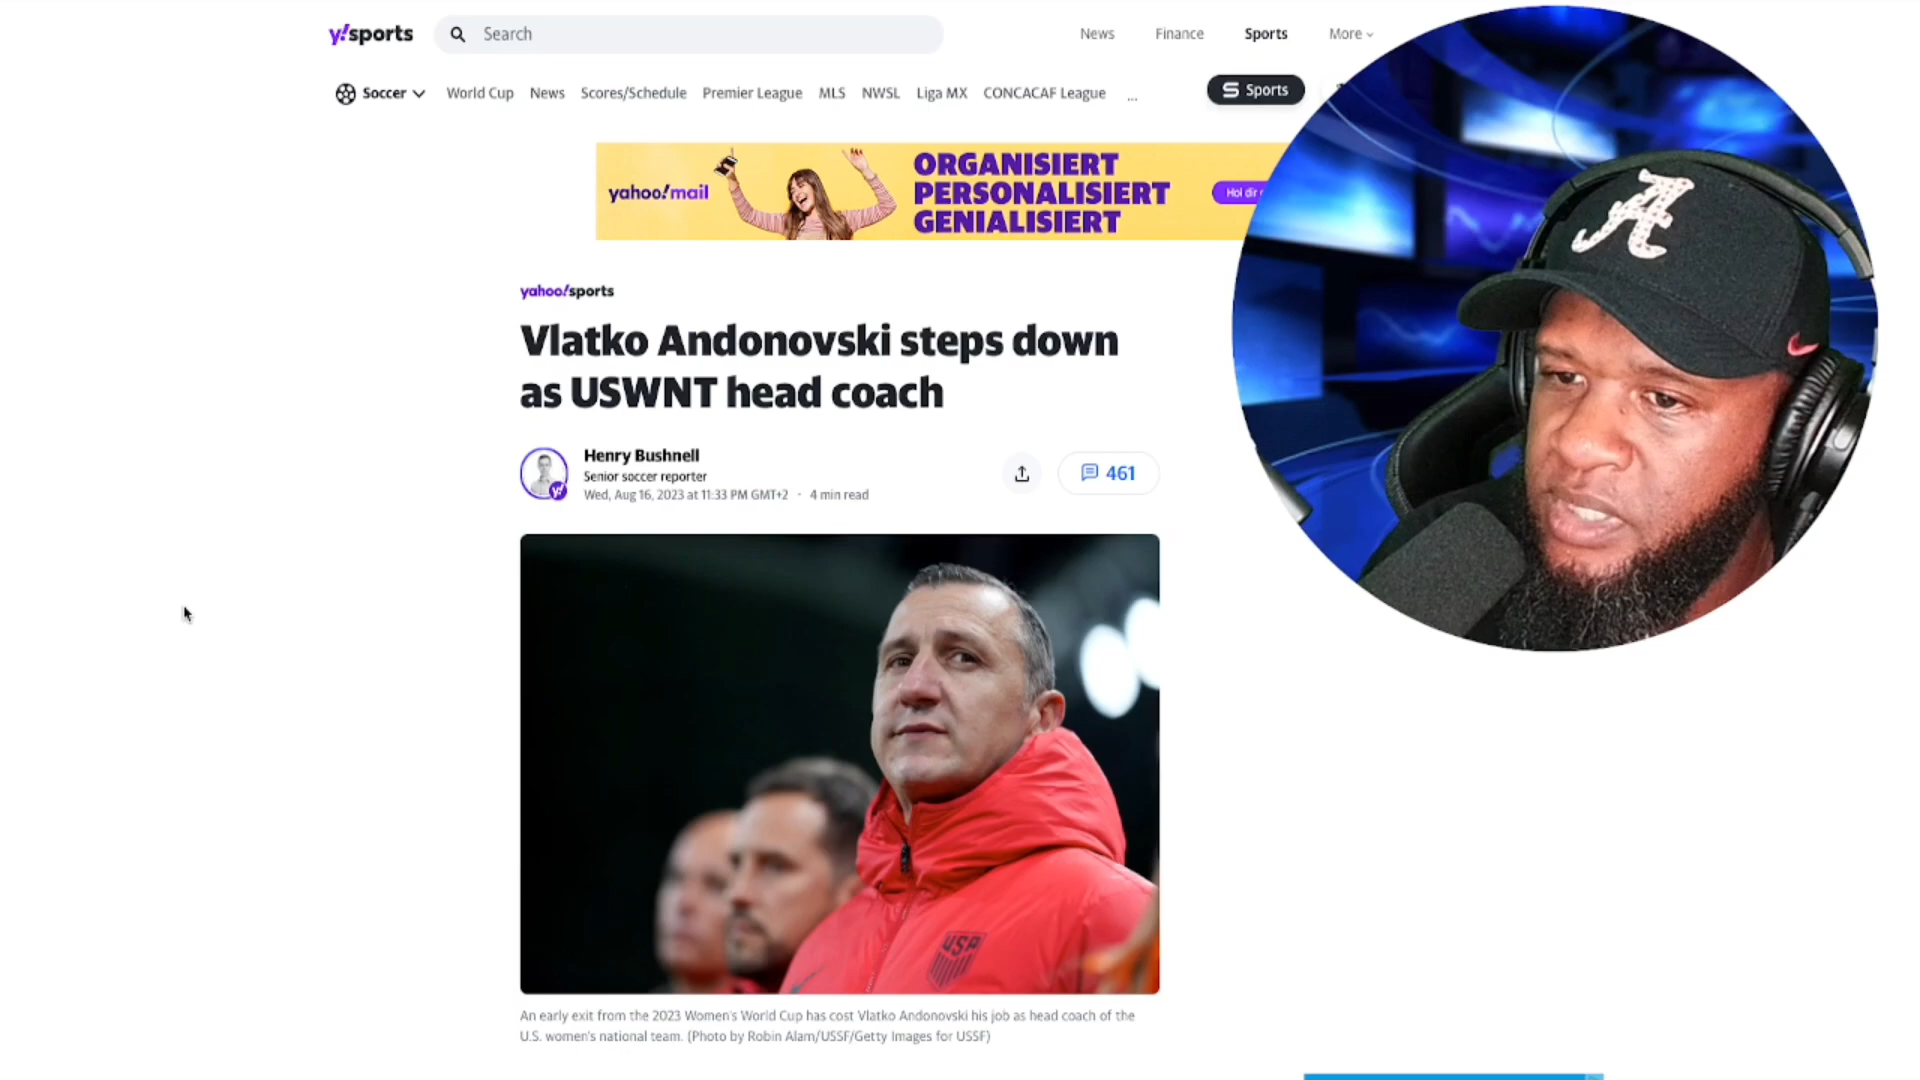 y!sports
Search
News Finance Sports More
Soccer World Cup News Scores/Schedule Premier League MLS NWSL Liga MX CONCACAF League ...
S Sports
yahoo!mail
ORGANISIERT
PERSONALISIERT
GENIALISIERT
Hol dir
yahoo!sports
Vlatko Andonovski steps down
as USWNT head coach
Henry Bushnell
Senior soccer reporter
Wed, Aug 16, 2023 at 11:33 PM GMT+2 · 4 min read
461
A
USA
An early exit from the 2023 Women's World Cup has cost Vlatko Andonovski his job as head coach of the
U.S. women's national team. (Photo by Robin Alam/USSF/Getty Images for USSF)